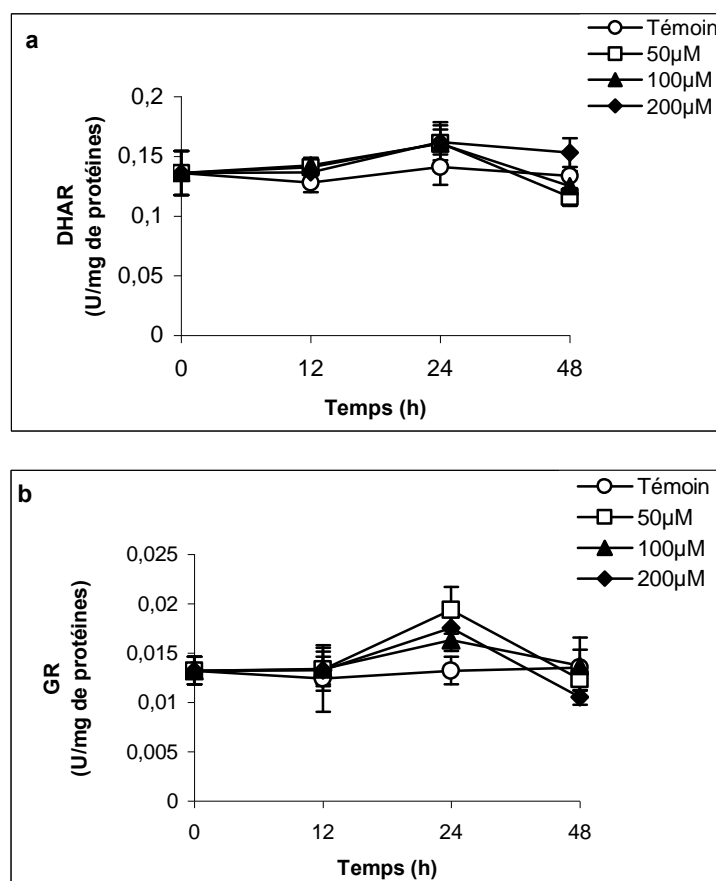 a
Témoin
50µM
100µM
200µM
0,2
0,15
0,1
0,05
0
DHAR
(U/mg de protéines)
0 12 24 48
Temps (h)
b
Témoin
50µM
100µM
200µM
0,025
0,02
0,015
0,01
0,005
0
GR
(U/mg de protéines)
0 12 24 48
Temps (h)